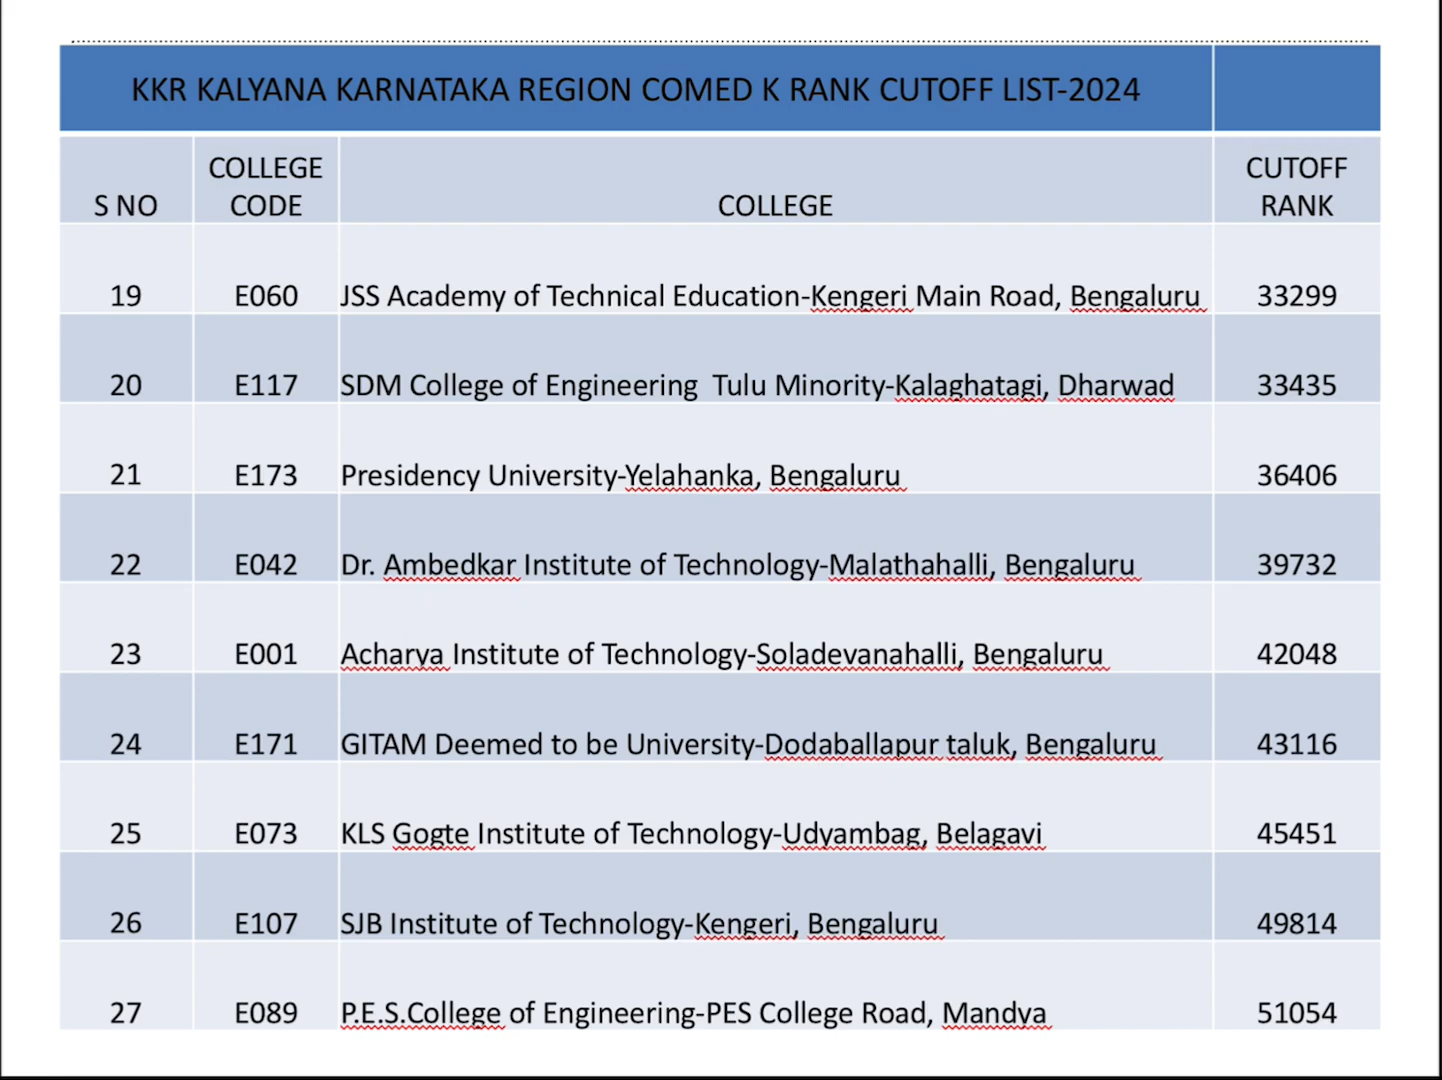 KKR KALYANA KARNATAKA REGION COMED K RANK CUTOFF LIST-2024
S NO COLLEGE CODE COLLEGE CUTOFF RANK
19 E060 JSS Academy of Technical Education-Kengeri Main Road, Bengaluru 33299
20 E117 SDM College of Engineering  Tulu Minority-Kalaghatagi, Dharwad 33435
21 E173 Presidency University-Yelahanka, Bengaluru 36406
22 E042 Dr. Ambedkar Institute of Technology-Malathahalli, Bengaluru 39732
23 E001 Acharya Institute of Technology-Soladevanahalli, Bengaluru 42048
24 E171 GITAM Deemed to be University-Dodaballapur taluk, Bengaluru 43116
25 E073 KLS Gogte Institute of Technology-Udyambag, Belagavi 45451
26 E107 SJB Institute of Technology-Kengeri, Bengaluru 49814
27 E089 P.E.S.College of Engineering-PES College Road, Mandya 51054